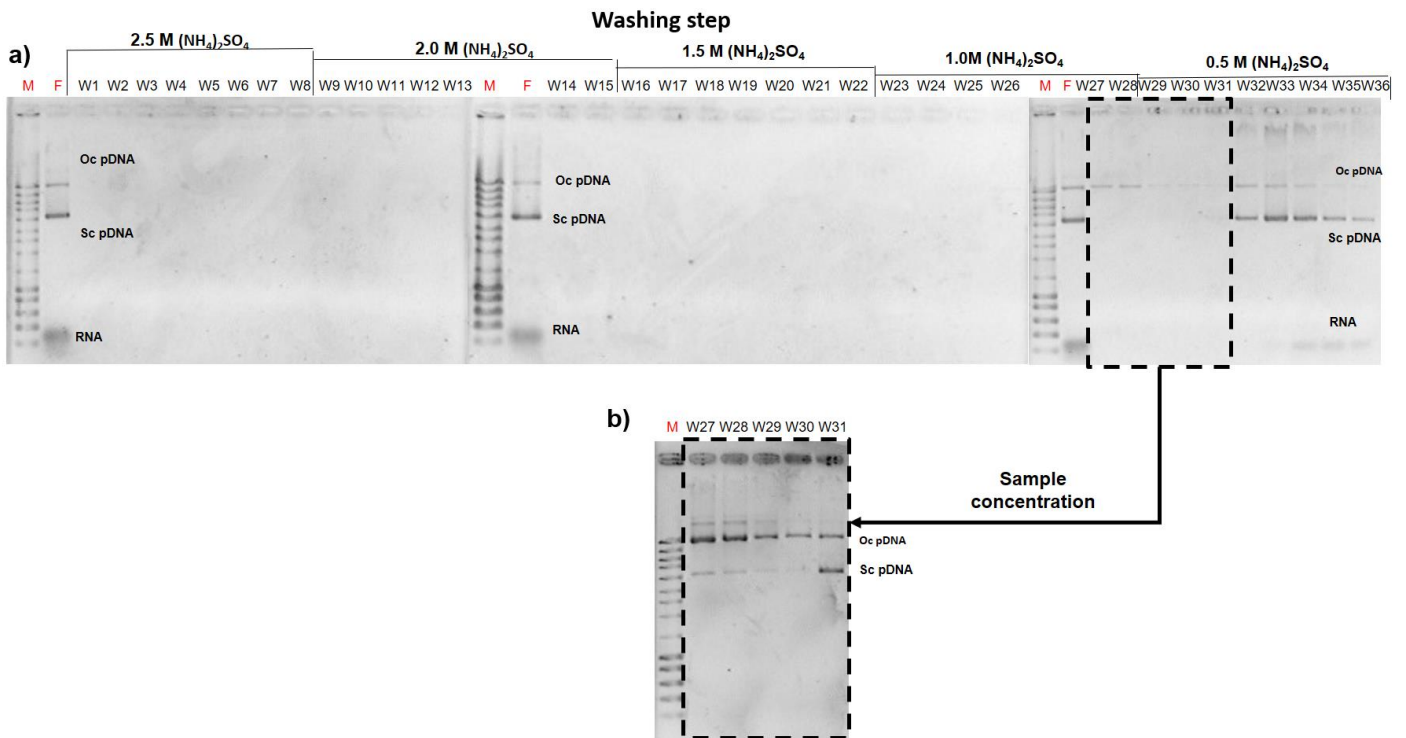 Washing step
a)
2.5 M (NH₄)₂SO₄
2.0 M (NH₄)₂SO₄
1.5 M (NH₄)₂SO₄
1.0M (NH₄)₂SO₄
0.5 M (NH₄)₂SO₄
M F W1 W2 W3 W4 W5 W6 W7 W8 W9 W10 W11 W12 W13 M F W14 W15 W16 W17 W18 W19 W20 W21 W22 W23 W24 W25 W26 M F W27 W28 W29 W30 W31 W32 W33 W34 W35 W36
Oc pDNA
Sc pDNA
RNA
Oc pDNA
Sc pDNA
RNA
Oc pDNA
Sc pDNA
RNA
b)
M W27 W28 W29 W30 W31
Sample
concentration
Oc pDNA
Sc pDNA